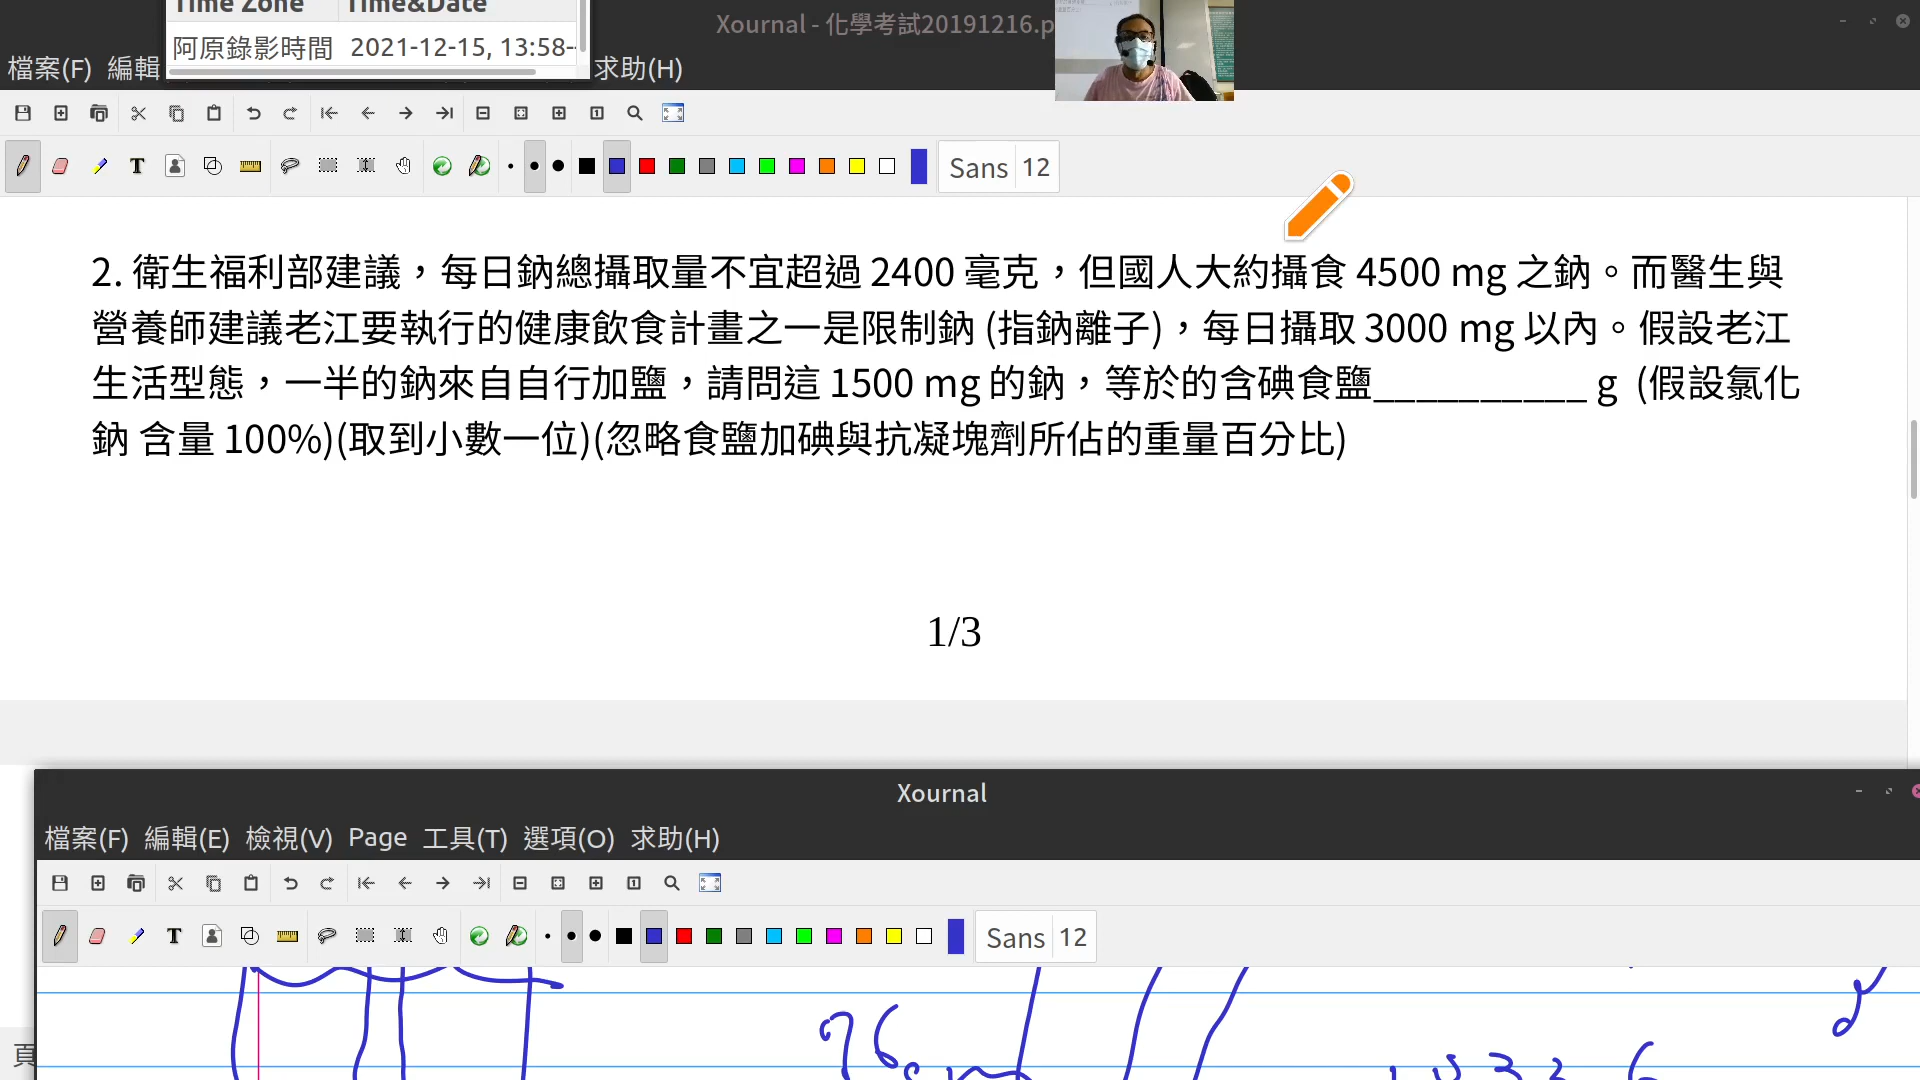 Time Zone Time&Date
阿原錄影時間 2021-12-15, 13:58-
Xournal - 化學考試20191216.p
檔案(F) 編輯 求助(H)
Sans 12
2. 衛生福利部建議，每日鈉總攝取量不宜超過 2400 毫克，但國人大約攝食 4500 mg 之鈉。而醫生與
營養師建議老江要執行的健康飲食計畫之一是限制鈉 (指鈉離子)，每日攝取 3000 mg 以內。假設老江
生活型態，一半的鈉來自自行加鹽，請問這 1500 mg 的鈉，等於的含碘食鹽__________ g (假設氯化
鈉 含量 100%)(取到小數一位)(忽略食鹽加碘與抗凝塊劑所佔的重量百分比)
1/3
Xournal
檔案(F) 編輯(E) 檢視(V) Page 工具(T) 選項(O) 求助(H)
Sans 12
頁